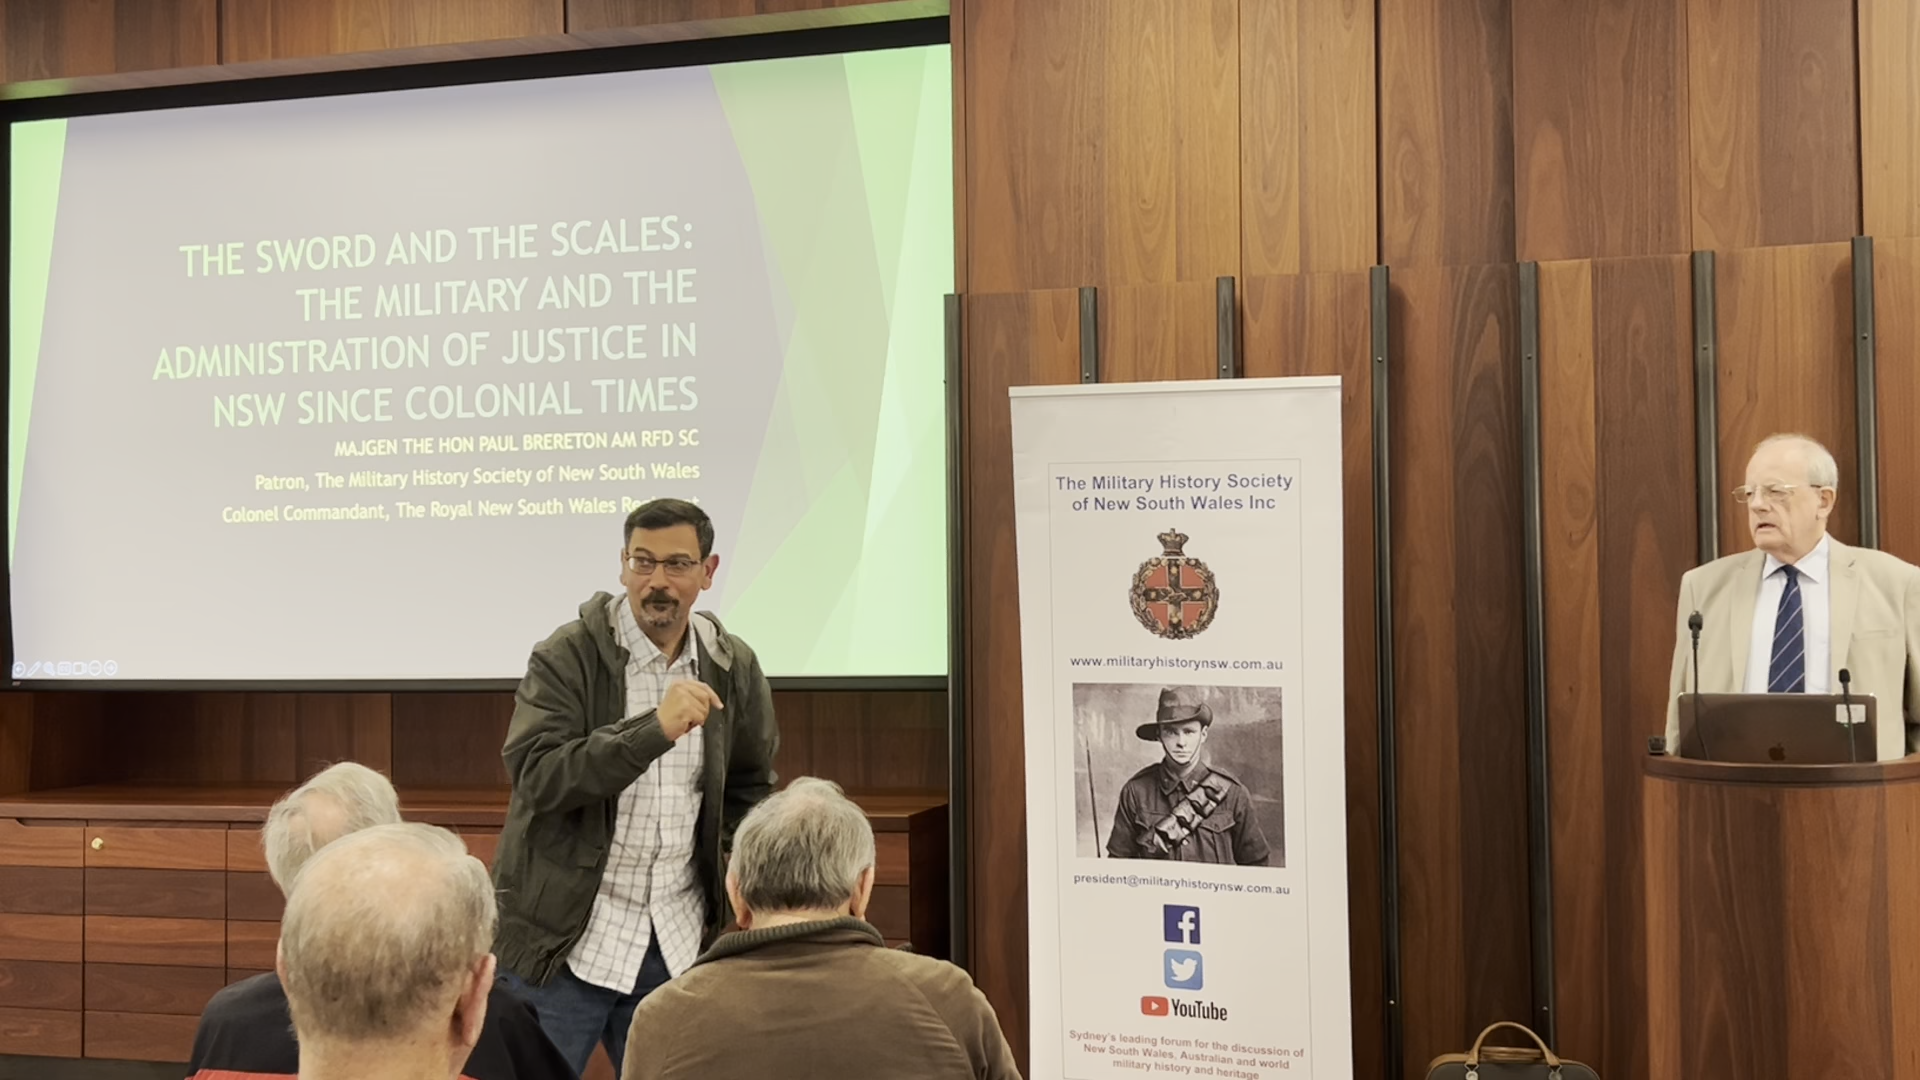 THE SWORD AND THE SCALES:
THE MILITARY AND THE
ADMINISTRATION OF JUSTICE IN
NSW SINCE COLONIAL TIMES
MAJGEN THE HON PAUL BRERETON AM RFD SC
Patron, The Military History Society of New South Wales
Colonel Commandant, The Royal New South Wales
The Military History Society
of New South Wales Inc
www.militaryhistorynsw.com.au
president@militaryhistorynsw.com.au
YouTube
Sydney's leading forum for the discussion of
New South Wales, Australian and world
military history and heritage